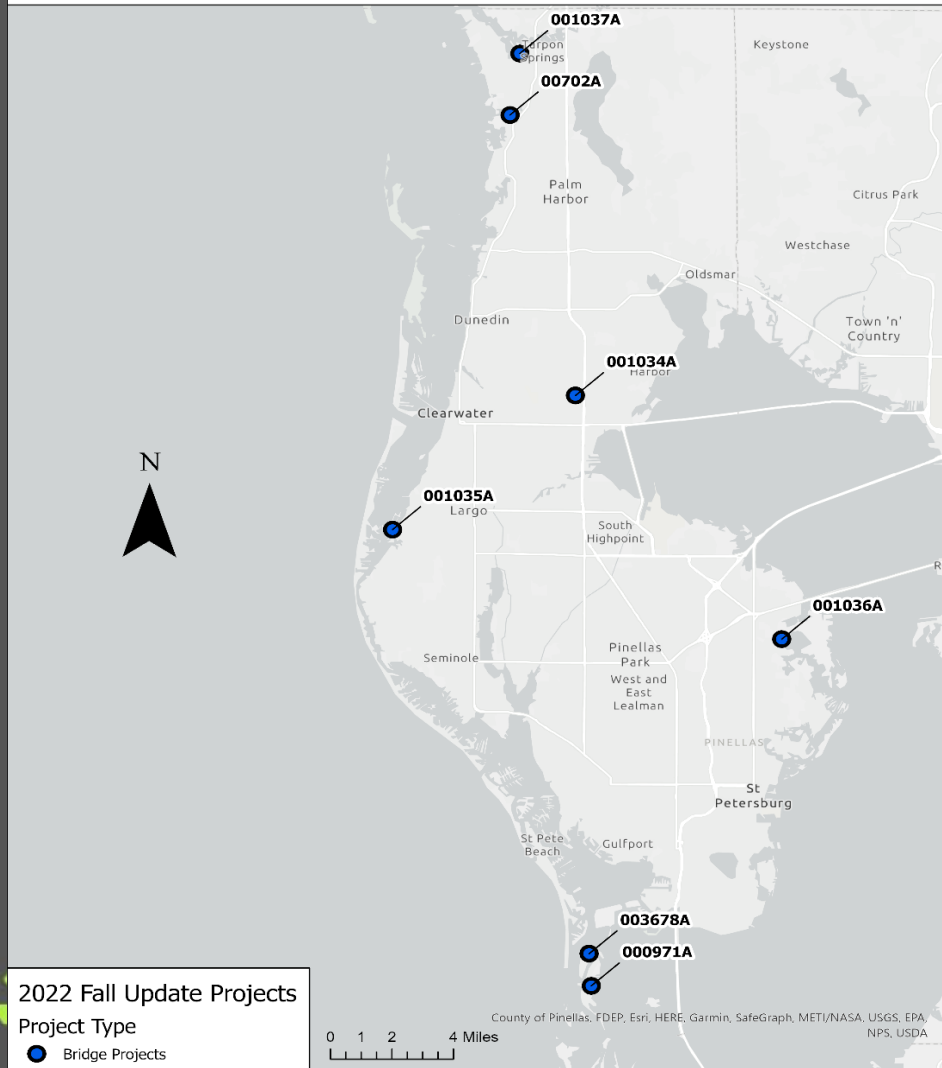 001037A
Tarpon
Springs
Keystone
00702A
Palm
Harbor
Citrus Park
Westchase
Oldsmar
Dunedin
Town 'n'
Country
001034A
Harbor
Clearwater
N
001035A
Largo
South
Highpoint
001036A
Seminole
Pinellas
Park
West and
East
Lealman
PINELLAS
St
Petersburg
St Pete
Beach
Gulfport
003678A
000971A
2022 Fall Update Projects
Project Type
Bridge Projects
0 1 2 4 Miles
County of Pinellas, FDEP, Esri, HERE, Garmin, SafeGraph, METI/NASA, USGS, EPA,
NPS, USDA